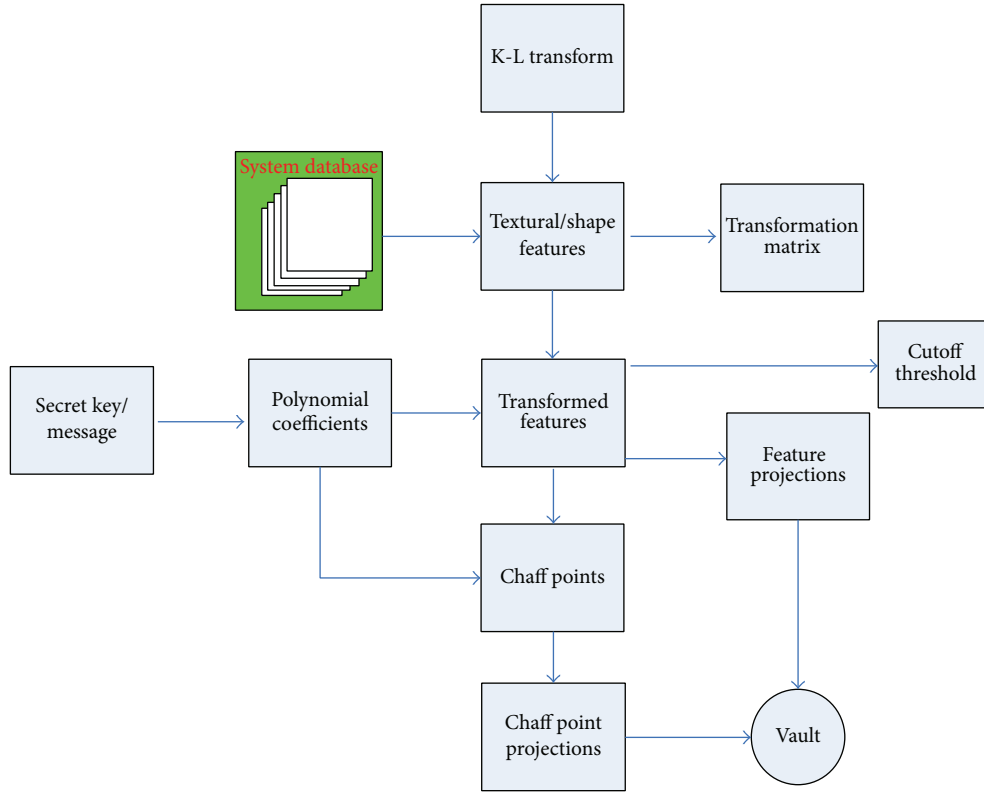 K-L transform
System database
Textural/shape
features
Transformation
matrix
Cutoff
threshold
Secret key/
message
Polynomial
coefficients
Transformed
features
Feature
projections
Chaff points
Chaff point
projections
Vault